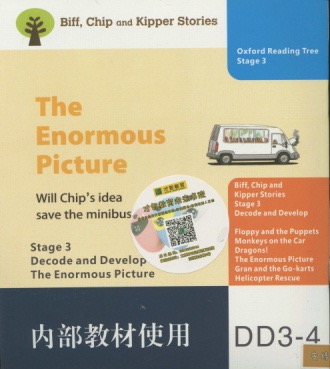 Biff, Chip and Kipper Stories
Oxford Reading Tree
Stage 3
The
Enormous
Picture
Will Chip's idea
save the minibus
Biff, Chip and
Kipper Stories
Stage 3
Decode and Develop
Floppy and the Puppets
Monkeys on the Car
Dragons!
The Enormous Picture
Gran and the Go-karts
Helicopter Rescue
Stage 3
Decode and Develop
The Enormous Picture
内部教材使用
DD3-4